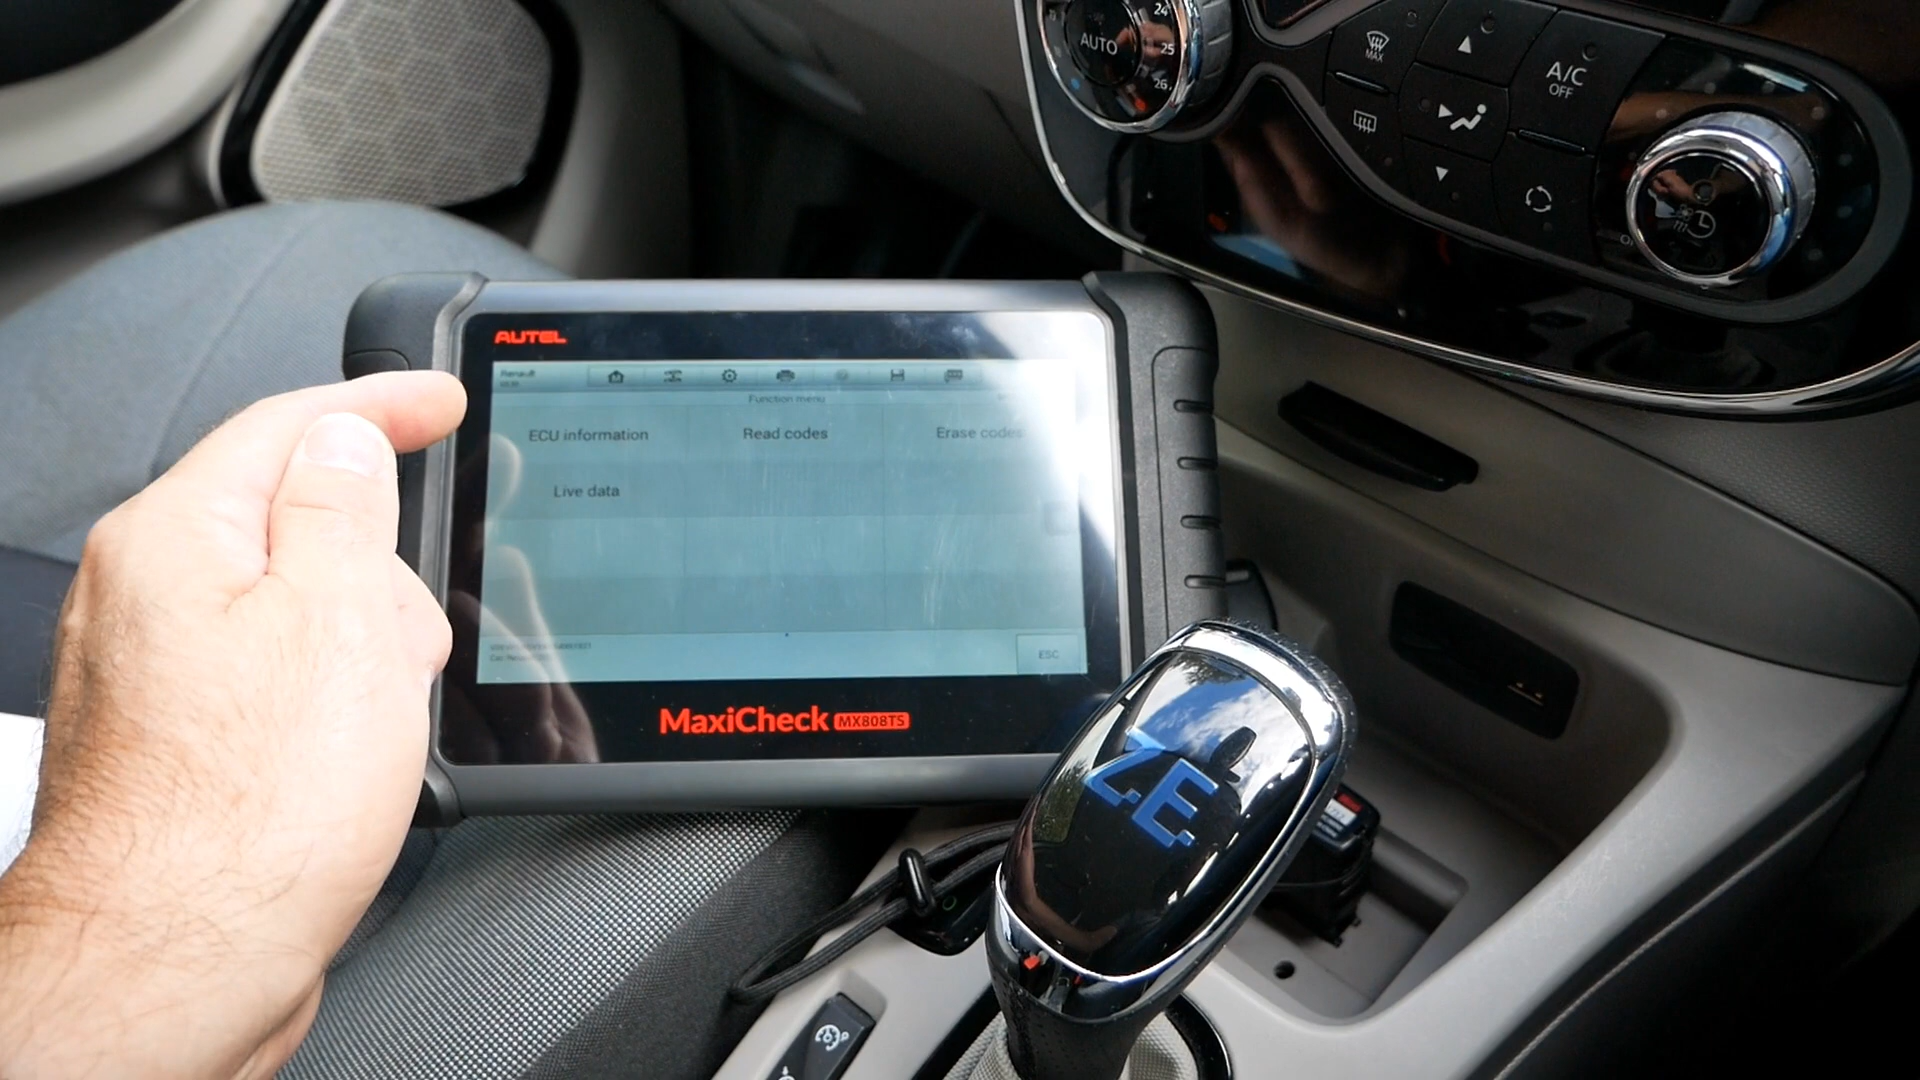 24
AUTO
25
26
MAX
A/C
OFF
AUTEL
Renault
Function menu
ECU information
Read codes
Erase codes
Live data
ESC
MaxiCheck MX808TS
ZE